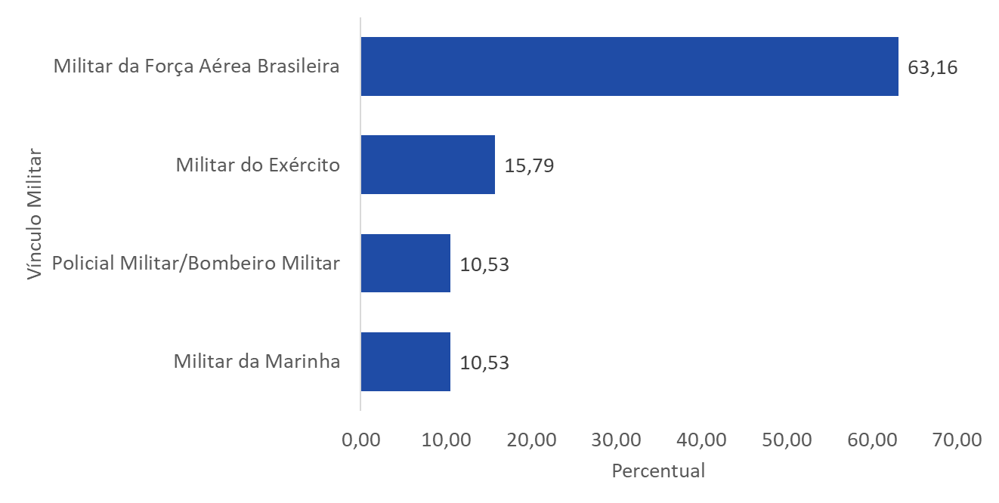 Vínculo Militar
Militar da Força Aérea Brasileira
63,16
Militar do Exército
15,79
Policial Militar/Bombeiro Militar
10,53
Militar da Marinha
10,53
0,00 10,00 20,00 30,00 40,00 50,00 60,00 70,00
Percentual